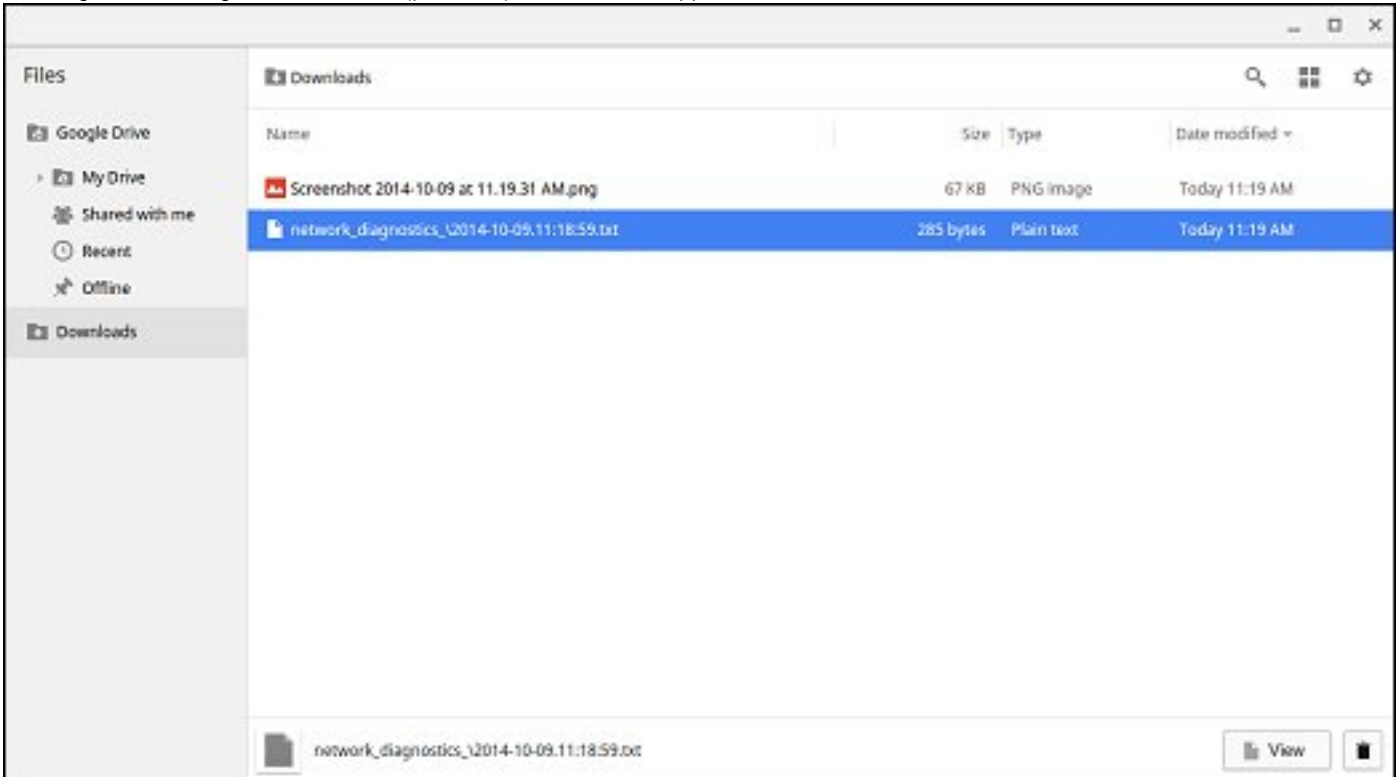 Files
Downloads
Google Drive
Name Size Type Date modified
My Drive
Screenshot 2014-10-09 at 11.19.31 AM.png 67 KB PNG image Today 11:19 AM
Shared with me
network_diagnostics_\2014-10-09.11:18:59.txt 285 bytes Plain text Today 11:19 AM
Recent
Offline
Downloads
network_diagnostics_\2014-10-09.11:18:59.txt View